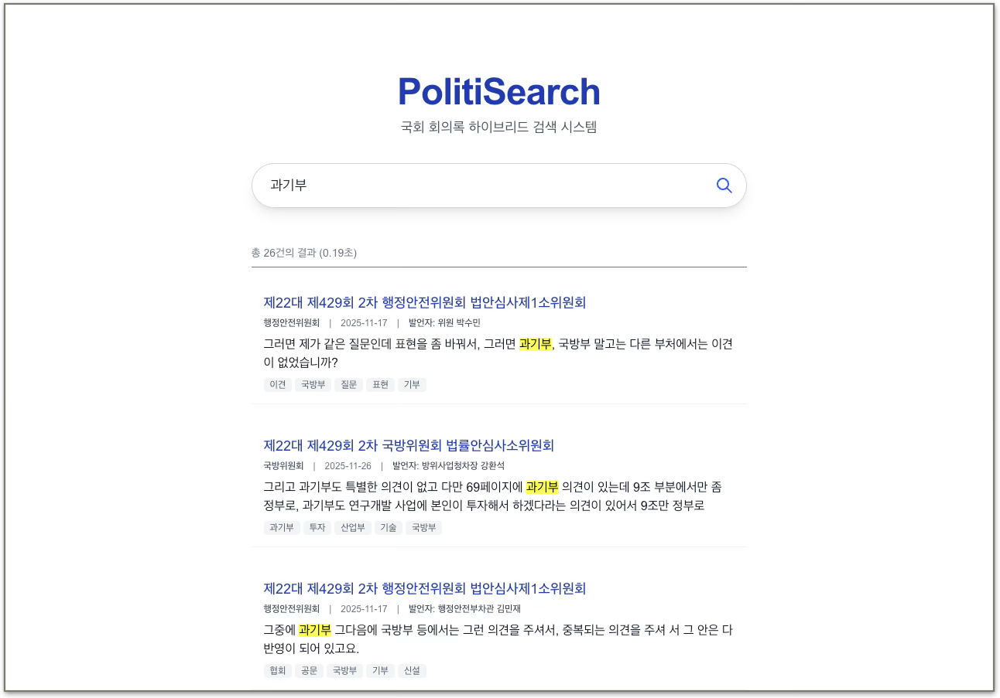 PolitiSearch
국회 회의록 하이브리드 검색 시스템
과기부
총 26건의 결과 (0.19초)
제22대 제429회 2차 행정안전위원회 법안심사제1소위원회
행정안전위원회 | 2025-11-17 | 발언자: 위원 박수민
그러면 제가 같은 질문인데 표현을 좀 바꿔서, 그러면 과기부, 국방부 말고는 다른 부처에서는 이견
이 없었습니까?
이견 국방부 질문 표현 기부
제22대 제429회 2차 국방위원회 법률안심사소위원회
국방위원회 | 2025-11-26 | 발언자: 방위사업청차장 강환석
그리고 과기부도 특별한 의견이 없고 다만 69페이지에 과기부 의견이 있는데 9조 부분에서만 좀
정부로, 과기부도 연구개발 사업에 본인이 투자해서 하겠다라는 의견이 있어서 9조만 정부로
과기부 투자 산업부 기술 국방부
제22대 제429회 2차 행정안전위원회 법안심사제1소위원회
행정안전위원회 | 2025-11-17 | 발언자: 행정안전부차관 김민재
그중에 과기부 그다음에 국방부 등에서는 그런 의견을 주셔서, 중복되는 의견을 주셔 서 그 안은 다
반영이 되어 있고요.
협회 공문 국방부 기부 신설